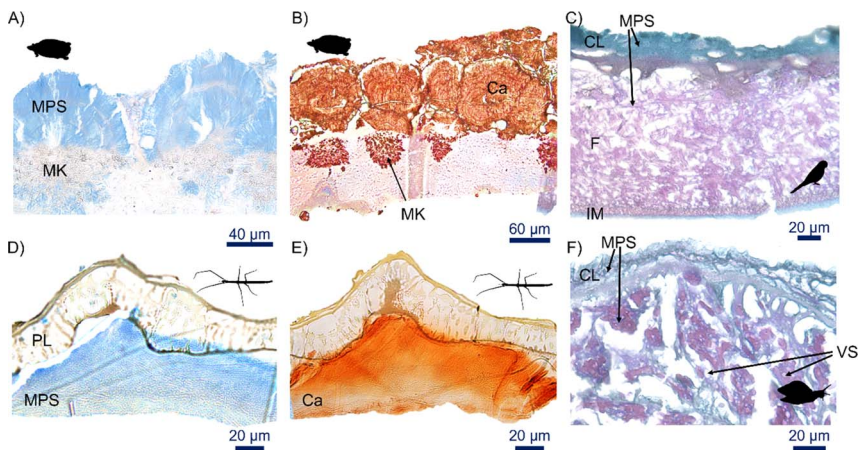 A)
MPS
MK
40 µm
B)
Ca
MK
60 µm
C)
MPS
CL
F
IM
20 µm
D)
PL
MPS
20 µm
E)
Ca
20 µm
F)
MPS
CL
VS
20 µm